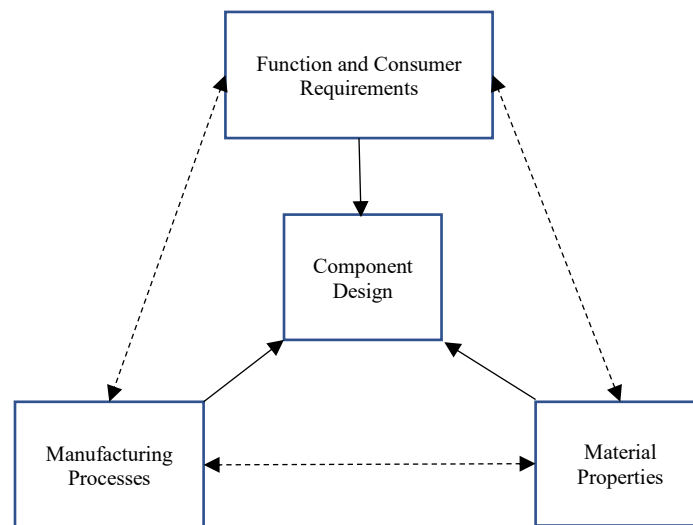 Function and Consumer
Requirements
Component
Design
Manufacturing
Processes
Material
Properties